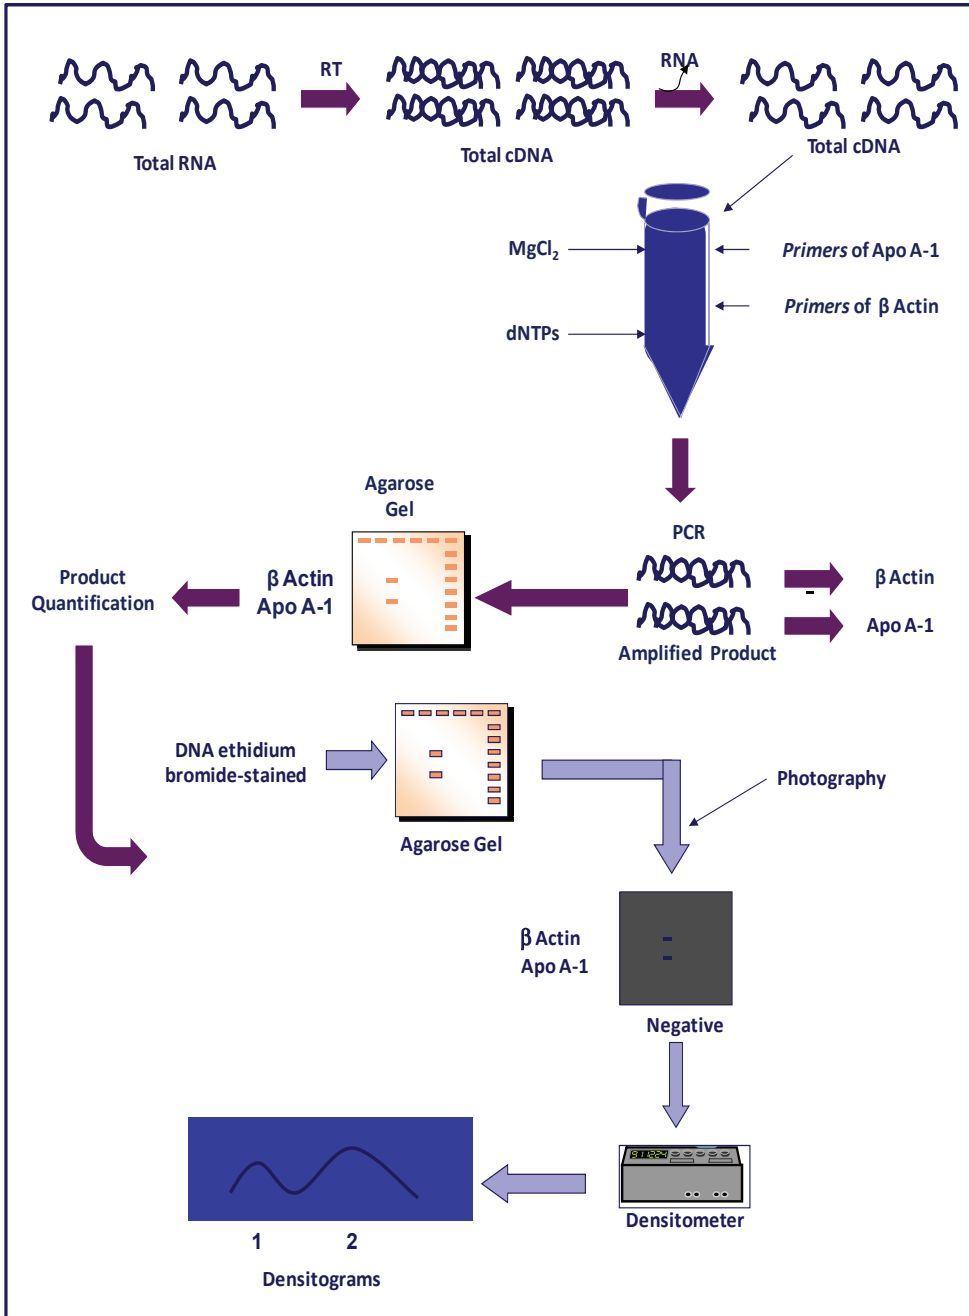 RT
RNA
Total RNA
Total cDNA
Total cDNA
MgCl₂
Primers of Apo A-1
Primers of β Actin
dNTPs
Agarose
Gel
PCR
β Actin
Apo A-1
Product
Quantification
β Actin
Apo A-1
Amplified Product
DNA ethidium
bromide-stained
Photography
Agarose Gel
β Actin
Apo A-1
Negative
911224
Densitometer
1 2
Densitograms